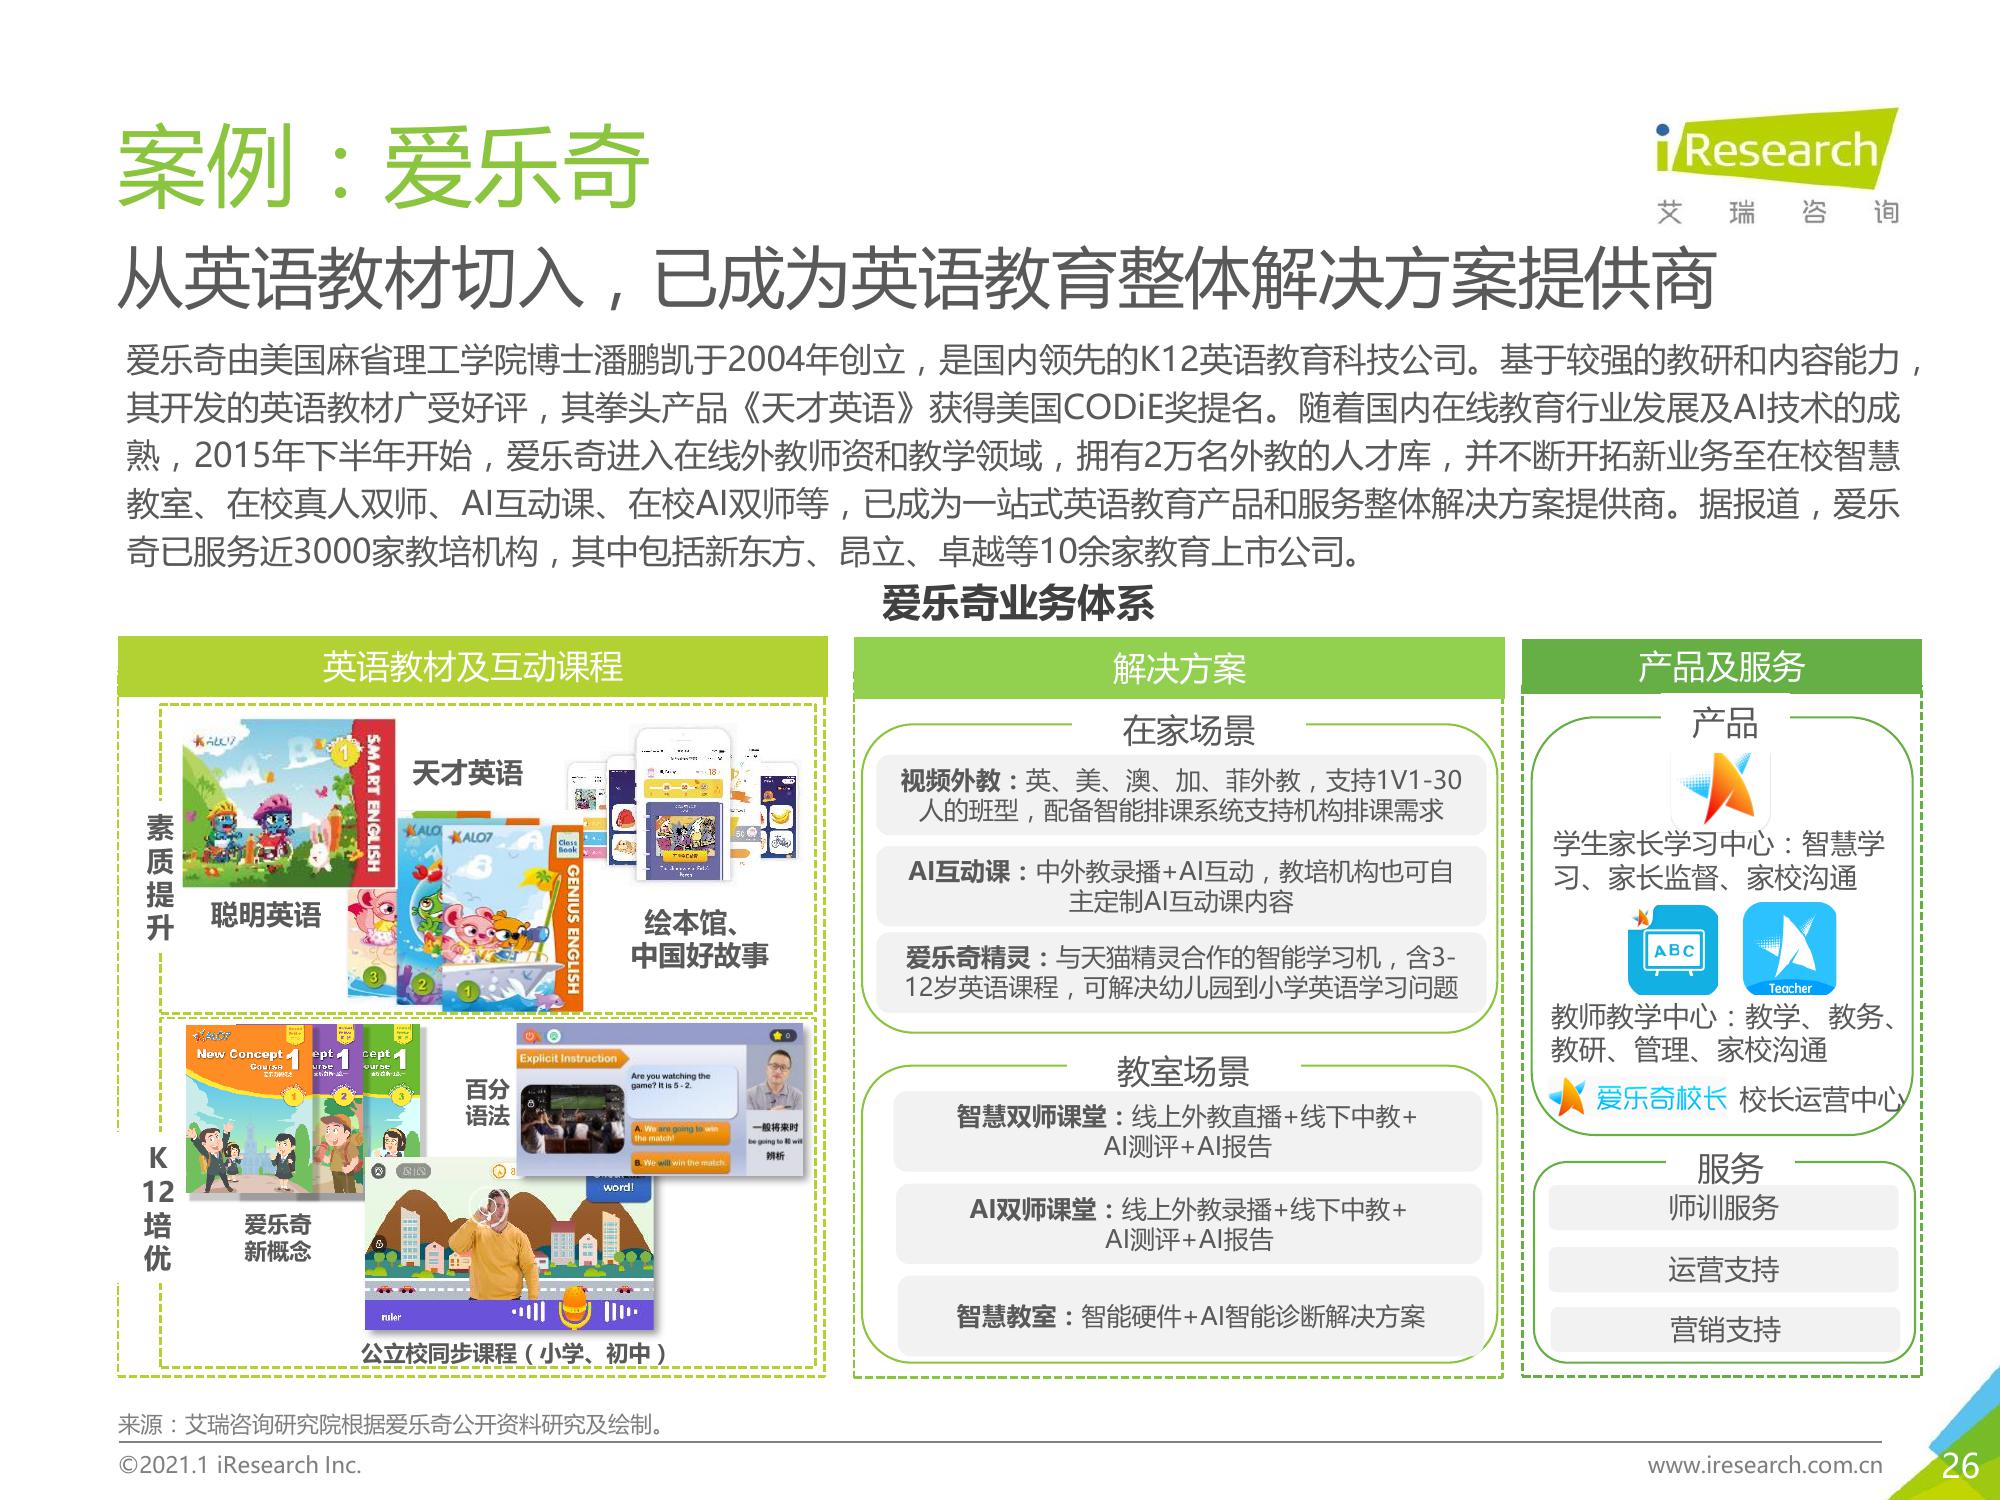 案例：爱乐奇
iResearch
艾瑞咨询
从英语教材切入，已成为英语教育整体解决方案提供商
爱乐奇由美国麻省理工学院博士潘鹏凯于2004年创立，是国内领先的K12英语教育科技公司。基于较强的教研和内容能力，
其开发的英语教材广受好评，其拳头产品《天才英语》获得美国CODiE奖提名。随着国内在线教育行业发展及AI技术的成
熟，2015年下半年开始，爱乐奇进入在线外教师资和教学领域，拥有2万名外教的人才库，并不断开拓新业务至在校智慧
教室、在校真人双师、AI互动课、在校AI双师等，已成为一站式英语教育产品和服务整体解决方案提供商。据报道，爱乐
奇已服务近3000家教培机构，其中包括新东方、昂立、卓越等10余家教育上市公司。
爱乐奇业务体系
英语教材及互动课程
素质提升
ALO7
1
SMART ENGLISH
聪明英语
天才英语
ALO7
Class Book
GENIUS ENGLISH
3
2
1
绘本馆、
中国好故事
K12培优
ALO7
New Concept 1
Course
1
ept 1
urse
2
cept 1
ourse
3
爱乐奇
新概念
百分
语法
Explicit Instruction
Are you watching the
game? It is 5 - 2.
A. We are going to win
the match!
B. We will win the match.
一般将来时
be going to 和 will
辨析
0
word!
ruler
公立校同步课程（小学、初中）
解决方案
在家场景
视频外教：英、美、澳、加、菲外教，支持1V1-30
人的班型，配备智能排课系统支持机构排课需求
AI互动课：中外教录播+AI互动，教培机构也可自
主定制AI互动课内容
爱乐奇精灵：与天猫精灵合作的智能学习机，含3-
12岁英语课程，可解决幼儿园到小学英语学习问题
教室场景
智慧双师课堂：线上外教直播+线下中教+
AI测评+AI报告
AI双师课堂：线上外教录播+线下中教+
AI测评+AI报告
智慧教室：智能硬件+AI智能诊断解决方案
产品及服务
产品
学生家长学习中心：智慧学
习、家长监督、家校沟通
ABC
Teacher
教师教学中心：教学、教务、
教研、管理、家校沟通
爱乐奇校长 校长运营中心
服务
师训服务
运营支持
营销支持
来源：艾瑞咨询研究院根据爱乐奇公开资料研究及绘制。
©2021.1 iResearch Inc.
www.iresearch.com.cn
26